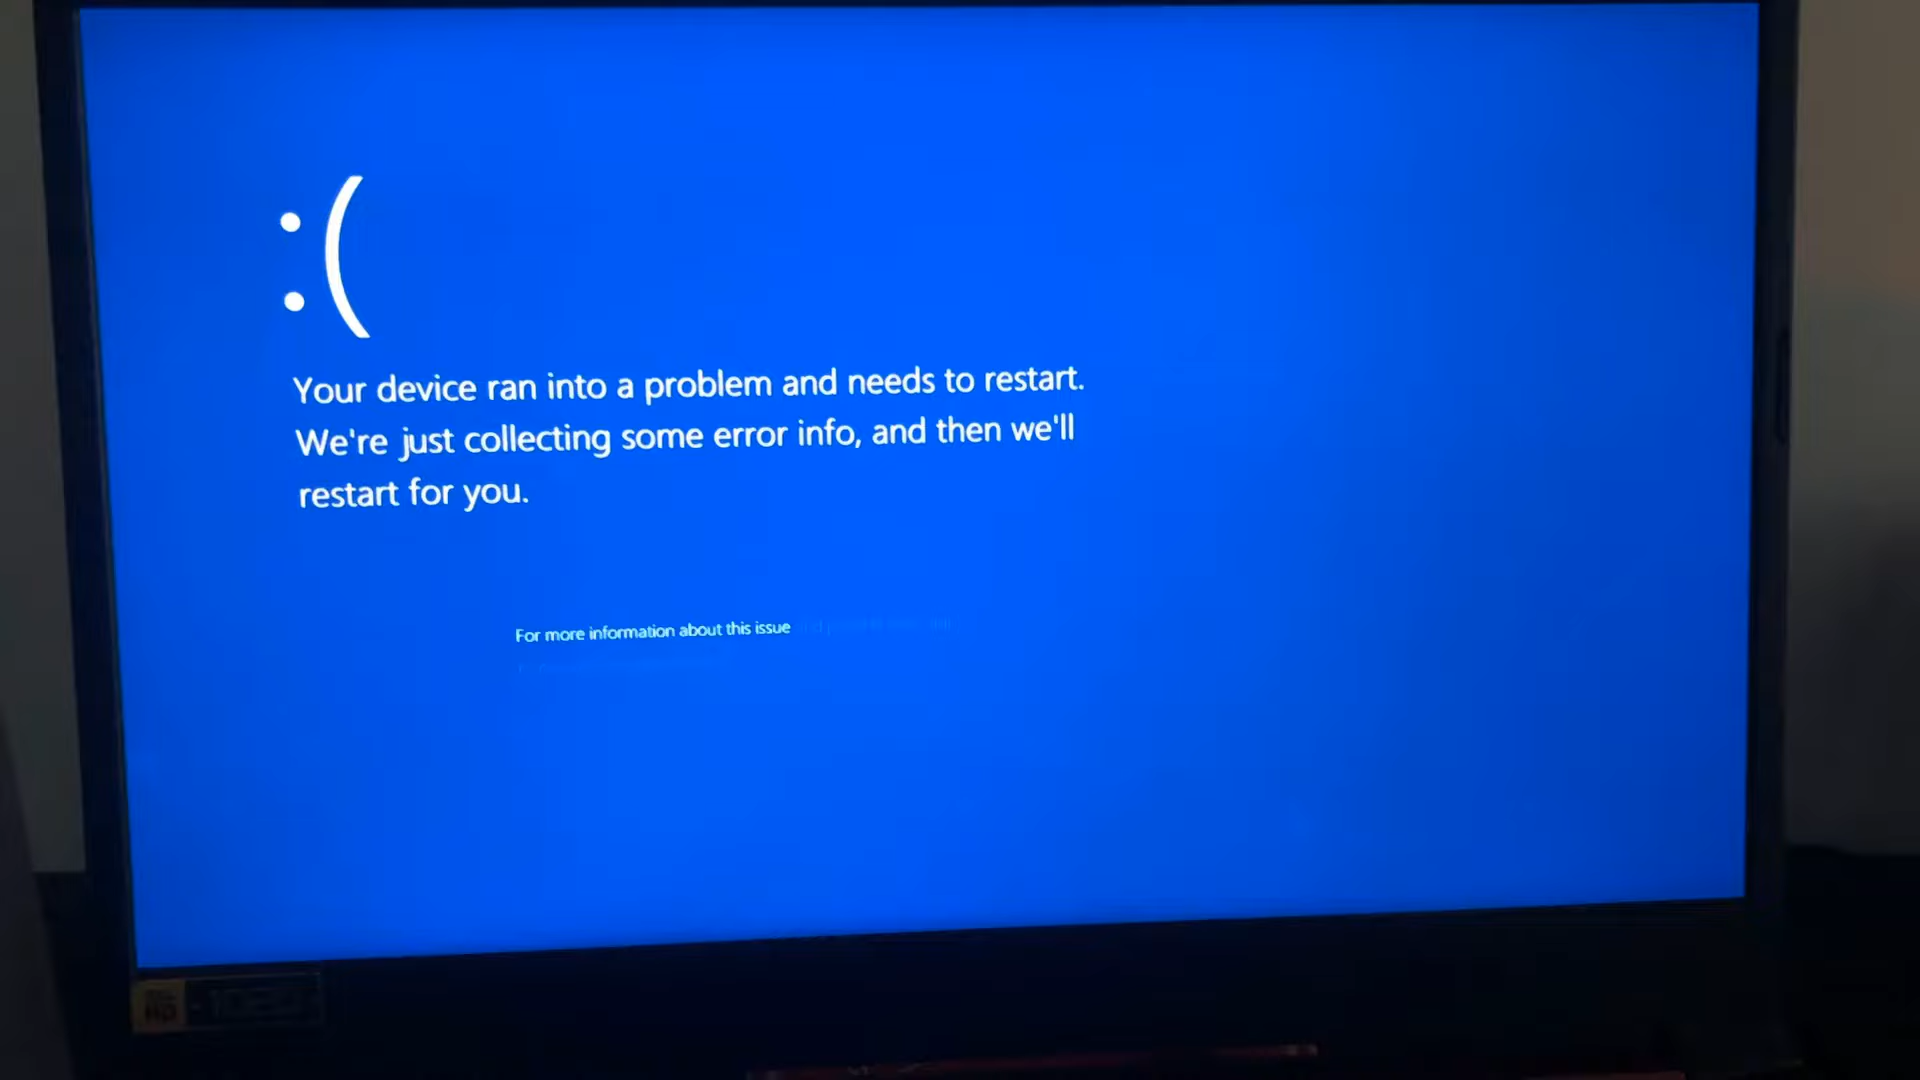 :(
Your device ran into a problem and needs to restart.
We're just collecting some error info, and then we'll
restart for you.
For more information about this issue
HD